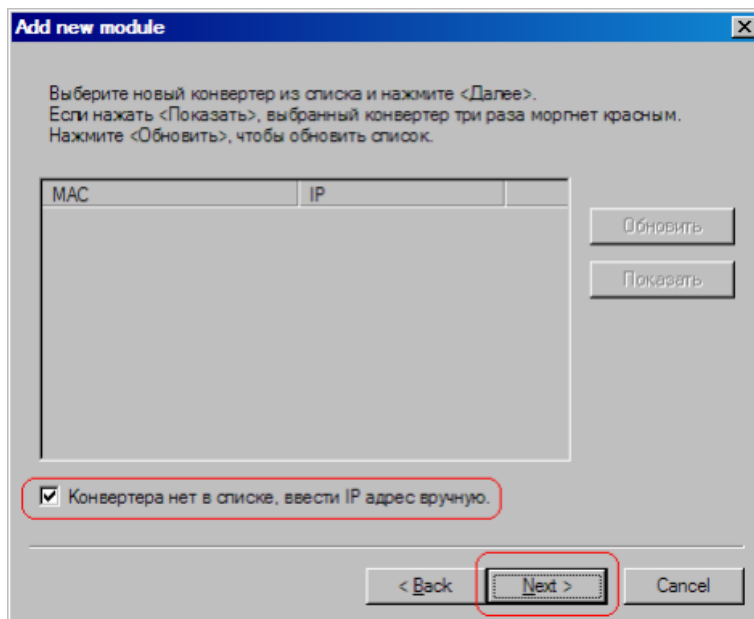 Add new module
Выберите новый конвертер из списка и нажмите <Далее>.
Если нажать <Показать>, выбранный конвертер три раза моргнет красным.
Нажмите <Обновить>, чтобы обновить список.
MAC IP
Обновить
Показать
Конвертера нет в списке, ввести IP адрес вручную.
< Back Next > Cancel